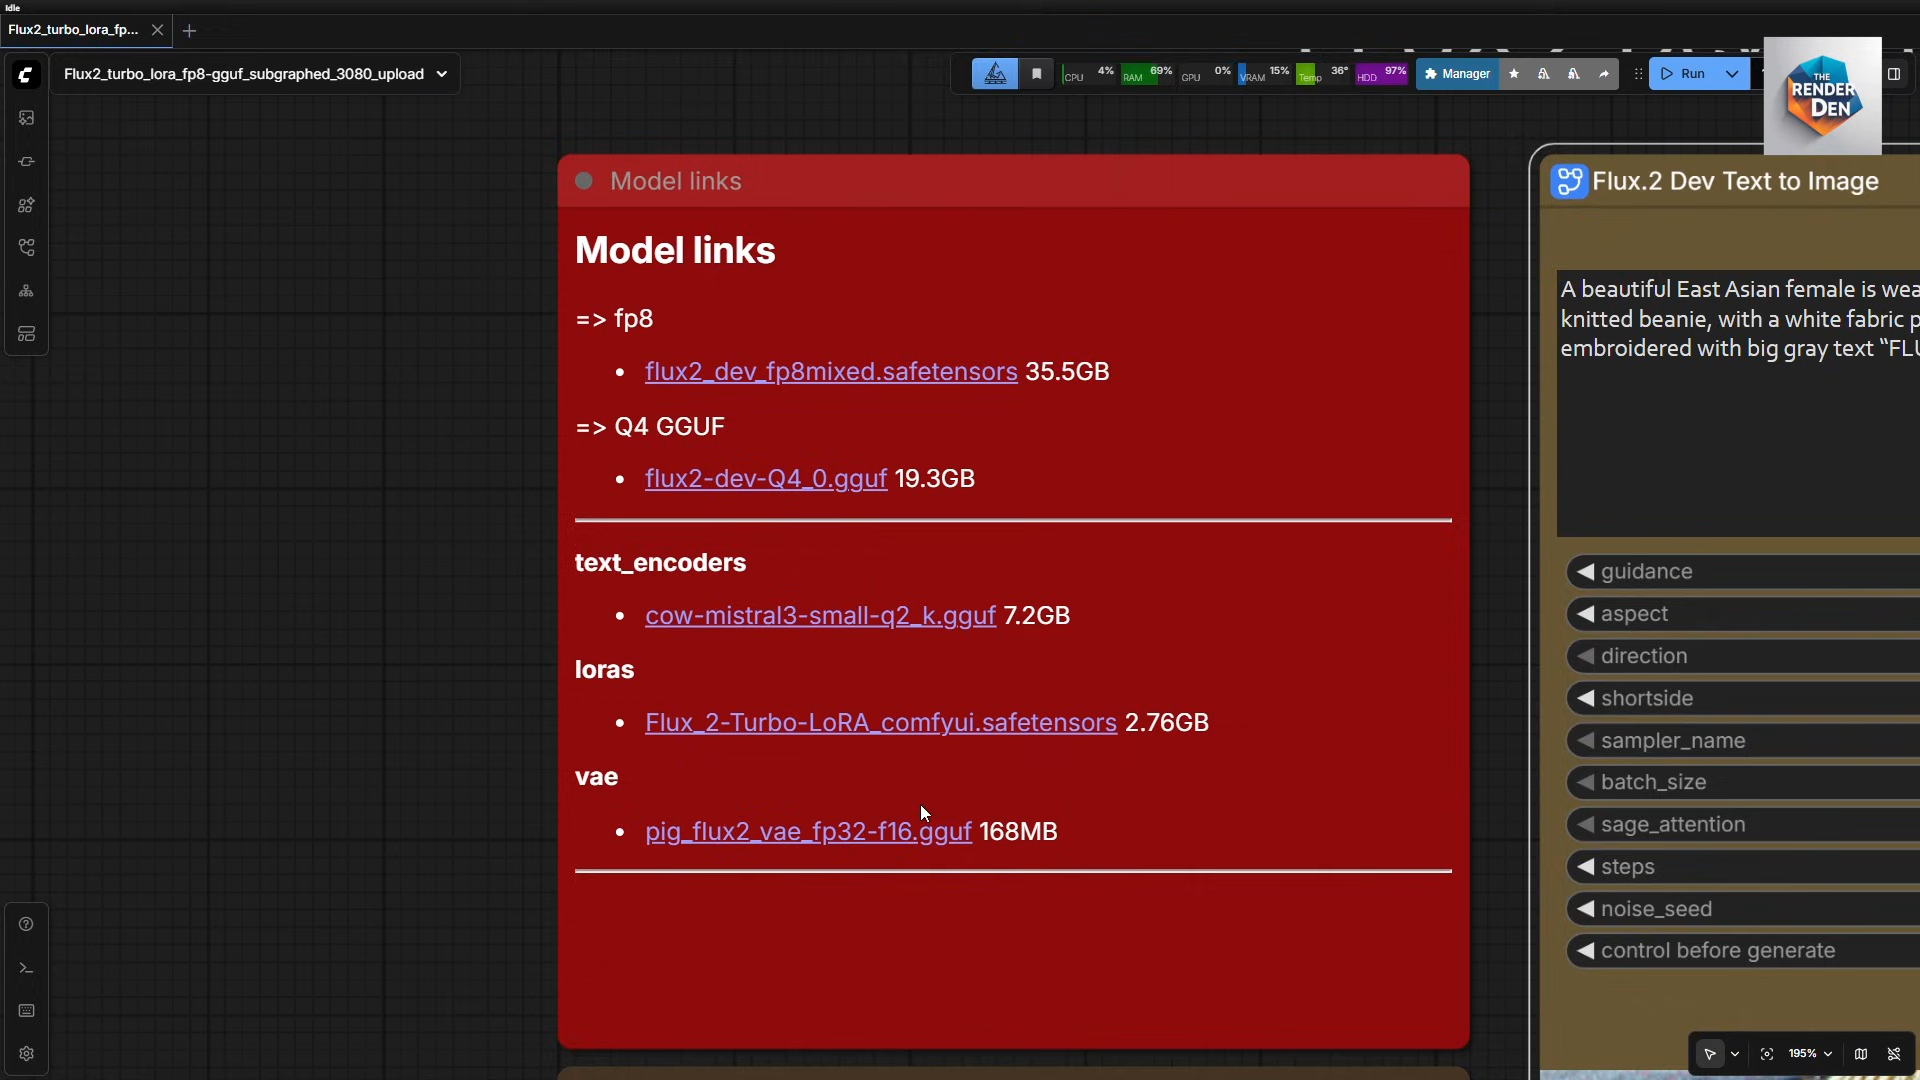 Idle
Flux2_turbo_lora_fp...
Flux2_turbo_lora_fp8-gguf_subgraphed_3080_upload
CPU 4% RAM 69% GPU 0% VRAM 15% Temp 36° HDD 97% Manager Run
THE
RENDER
DEN
Model links
Model links
=> fp8
• flux2_dev_fp8mixed.safetensors 35.5GB
=> Q4 GGUF
• flux2-dev-Q4_0.gguf 19.3GB
text_encoders
• cow-mistral3-small-q2_k.gguf 7.2GB
loras
• Flux_2-Turbo-LoRA_comfyui.safetensors 2.76GB
vae
• pig_flux2_vae_fp32-f16.gguf 168MB
Flux.2 Dev Text to Image
A beautiful East Asian female is wea
knitted beanie, with a white fabric p
embroidered with big gray text “FLU
guidance
aspect
direction
shortside
sampler_name
batch_size
sage_attention
steps
noise_seed
control before generate
195%